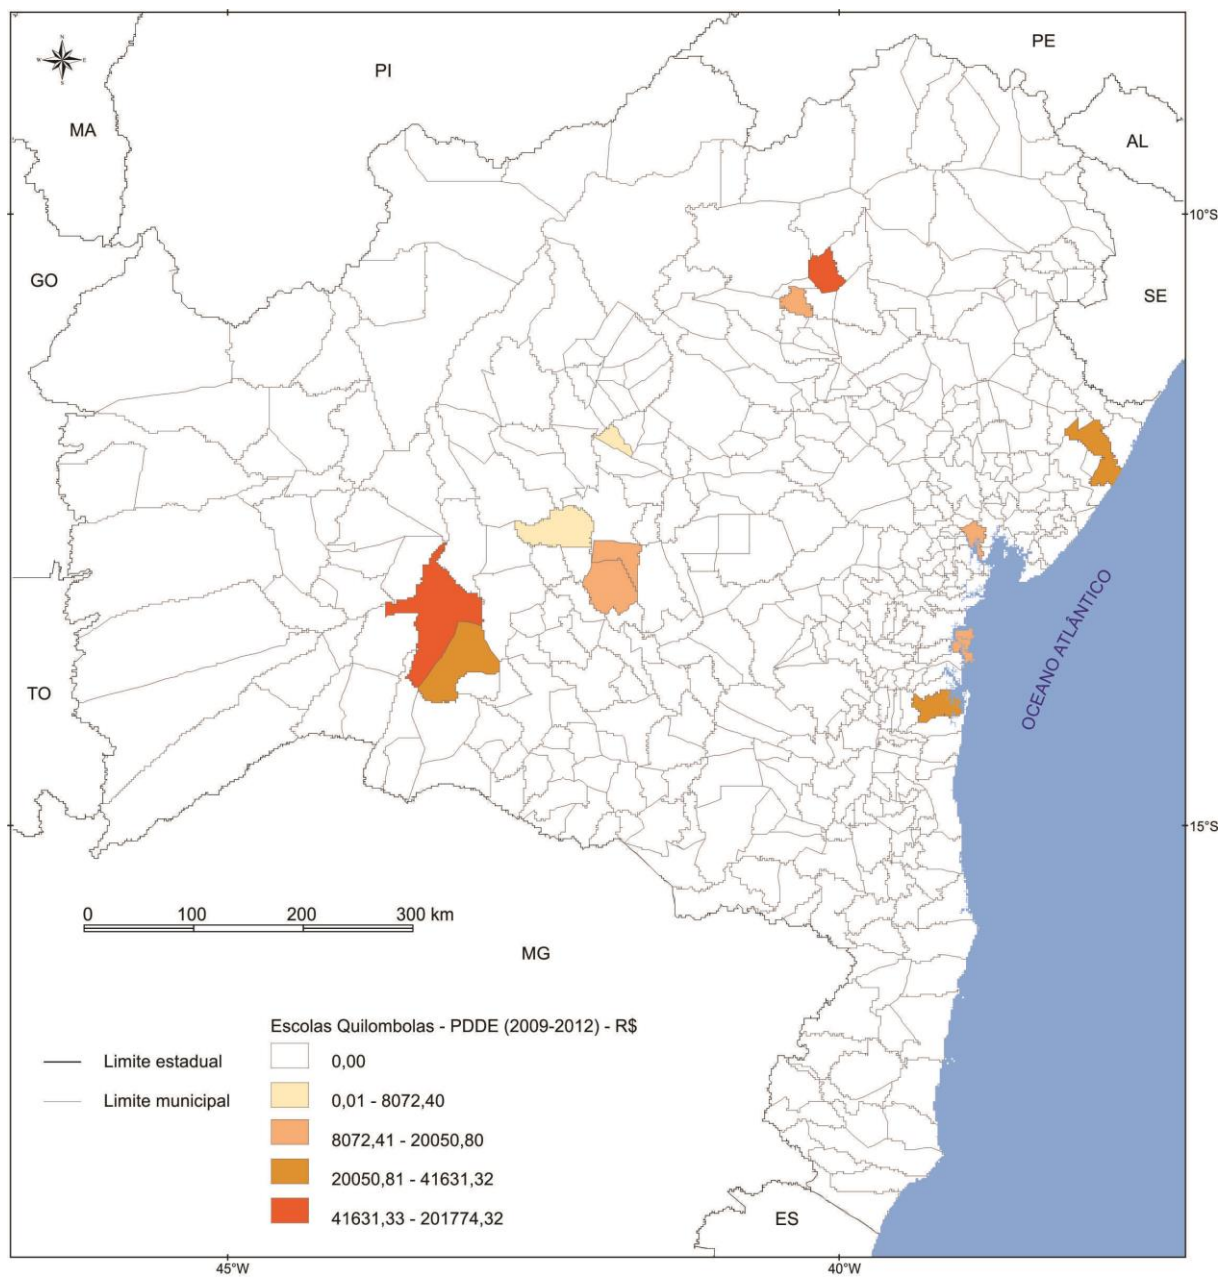 N
W E
S
PE
PI
MA
AL
10°S
GO
SE
OCEANO ATLÂNTICO
TO
15°S
0 100 200 300 km
MG
Escolas Quilombolas - PDDE (2009-2012) - R$
Limite estadual
0,00
Limite municipal
0,01 - 8072,40
8072,41 - 20050,80
20050,81 - 41631,32
41631,33 - 201774,32
ES
45°W
40°W